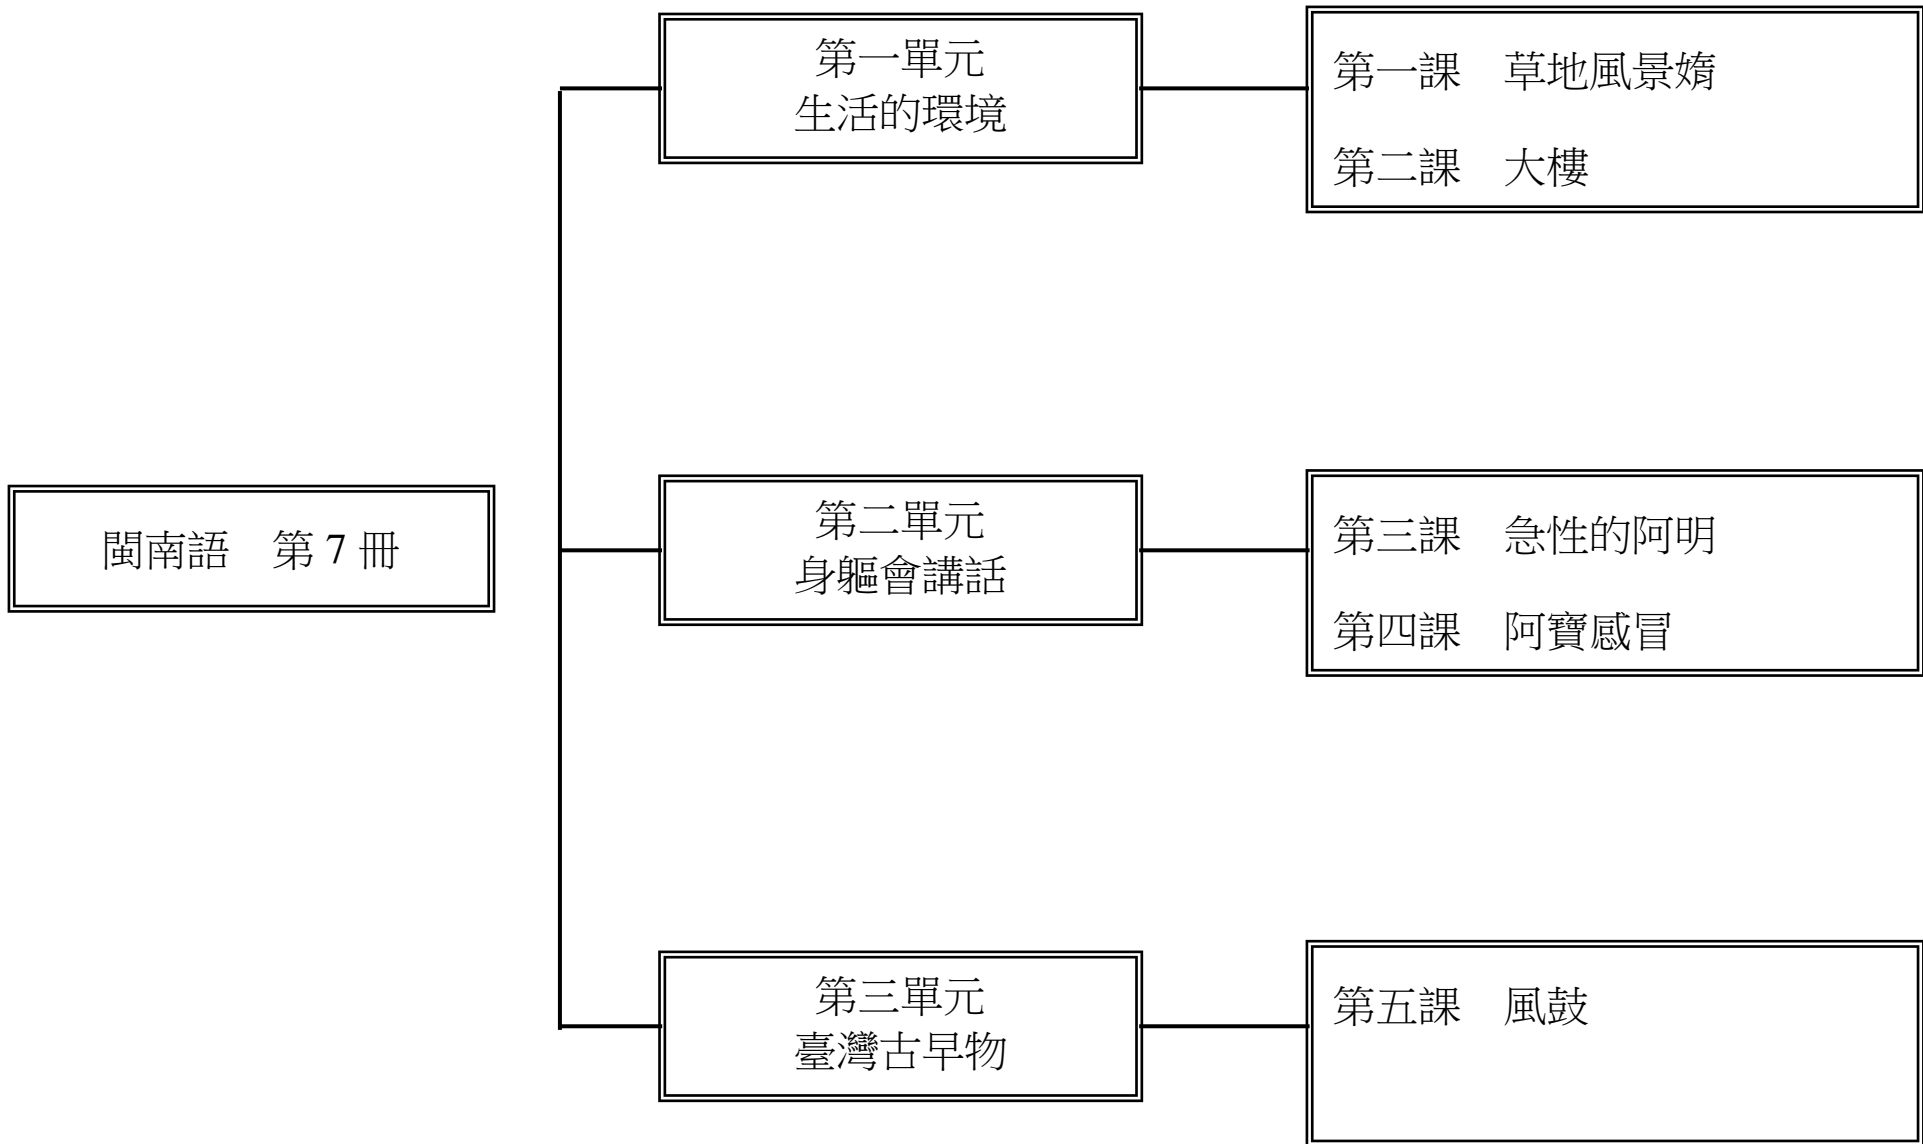 閩南語　第 7 冊
第一單元
生活的環境
第一課　草地風景媠
第二課　大樓
第二單元
身軀會講話
第三課　急性的阿明
第四課　阿寶感冒
第三單元
臺灣古早物
第五課　風鼓